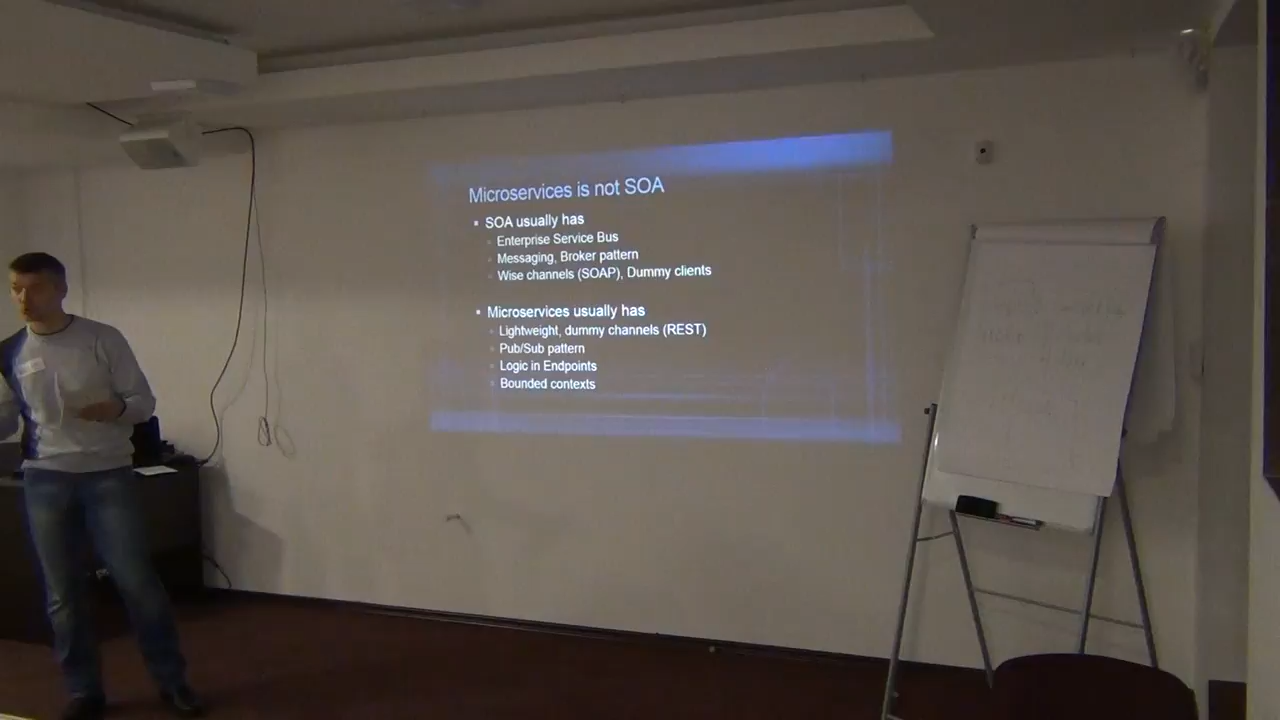 Microservices is not SOA
SOA usually has
Enterprise Service Bus
Messaging, Broker pattern
Wise channels (SOAP), Dummy clients
Microservices usually has
Lightweight, dummy channels (REST)
Pub/Sub pattern
Logic in Endpoints
Bounded contexts